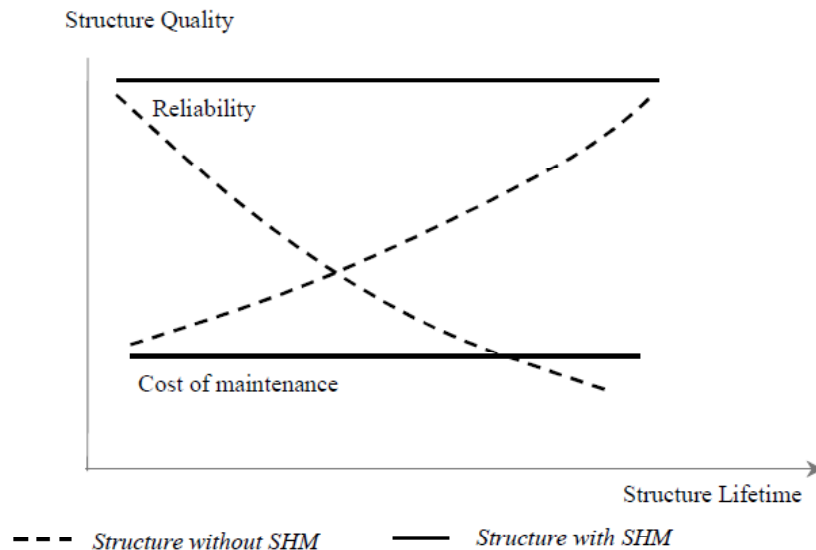 Structure Quality
Reliability
Cost of maintenance
Structure Lifetime
Structure without SHM
Structure with SHM